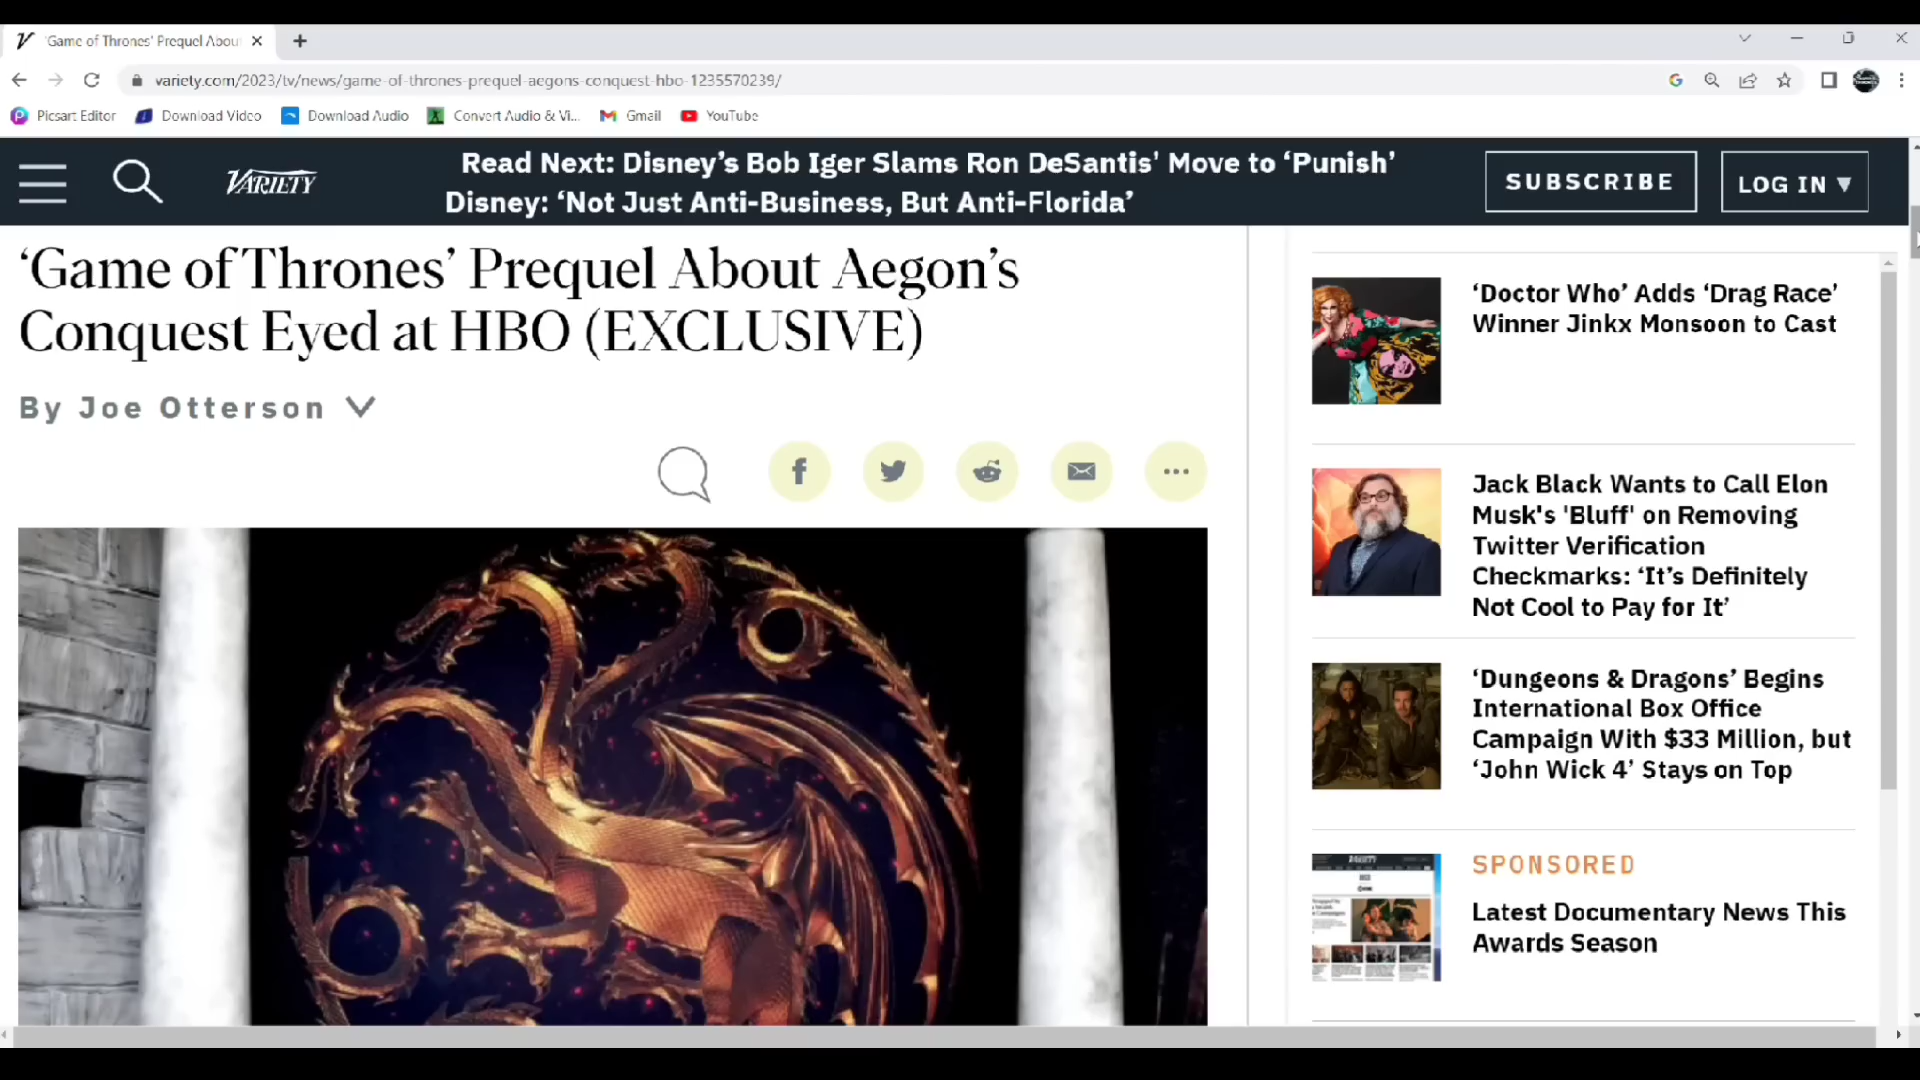 'Game of Thrones' Prequel Abou
variety.com/2023/tv/news/game-of-thrones-prequel-aegons-conquest-hbo-1235570239/
Picsart Editor
Download Video
Download Audio
Convert Audio & Vi...
Gmail
YouTube
VARIETY
Read Next: Disney’s Bob Iger Slams Ron DeSantis’ Move to ‘Punish’
Disney: ‘Not Just Anti-Business, But Anti-Florida’
SUBSCRIBE
LOG IN ▼
‘Game of Thrones’ Prequel About Aegon’s
Conquest Eyed at HBO (EXCLUSIVE)
By Joe Otterson
‘Doctor Who’ Adds ‘Drag Race’
Winner Jinkx Monsoon to Cast
Jack Black Wants to Call Elon
Musk's 'Bluff' on Removing
Twitter Verification
Checkmarks: ‘It’s Definitely
Not Cool to Pay for It’
‘Dungeons & Dragons’ Begins
International Box Office
Campaign With $33 Million, but
‘John Wick 4’ Stays on Top
SPONSORED
Latest Documentary News This
Awards Season